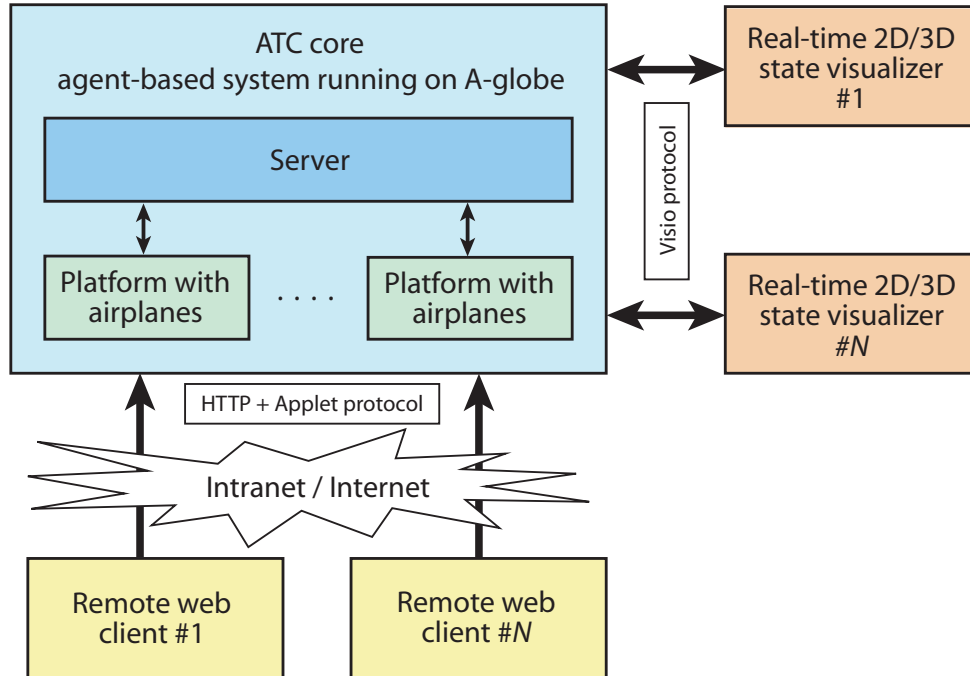 ATC core
agent-based system running on A-globe
Server
Platform with
airplanes
. . . .
Platform with
airplanes
Real-time 2D/3D
state visualizer
#1
Visio protocol
Real-time 2D/3D
state visualizer
#N
HTTP + Applet protocol
Intranet / Internet
Remote web
client #1
Remote web
client #N